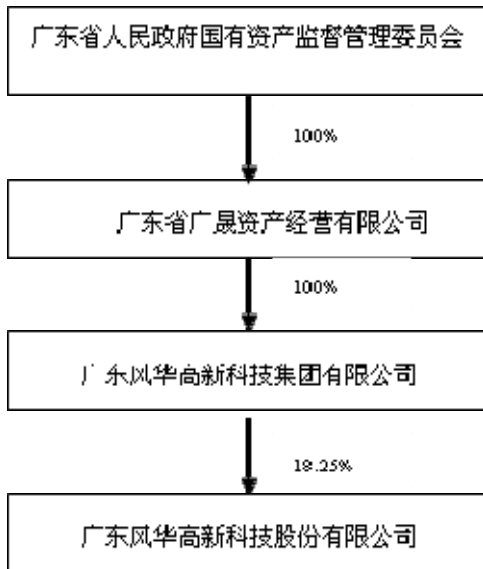 广东省人民政府国有资产监督管理委员会
100%
广东省广晟资产经营有限公司
100%
广东风华高新科技集团有限公司
18.25%
广东风华高新科技股份有限公司